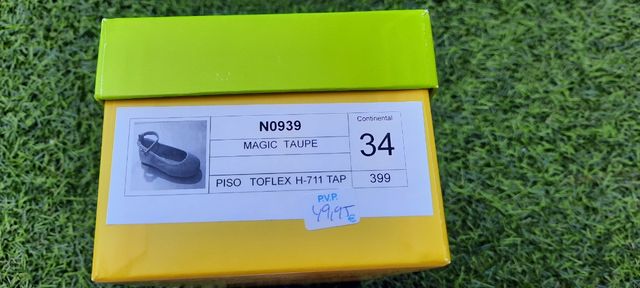 N0939
MAGIC TAUPE
Continental
34
PISO TOFLEX H-711 TAP
399
P.V.P.
49,95
€